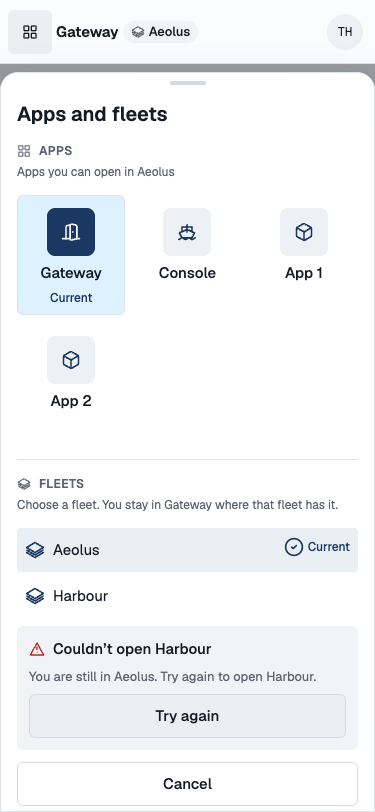 Gateway
Aeolus
TH
Apps and fleets
APPS
Apps you can open in Aeolus
Gateway
Current
Console
App 1
App 2
FLEETS
Choose a fleet. You stay in Gateway where that fleet has it.
Aeolus
Current
Harbour
Couldn’t open Harbour
You are still in Aeolus. Try again to open Harbour.
Try again
Cancel